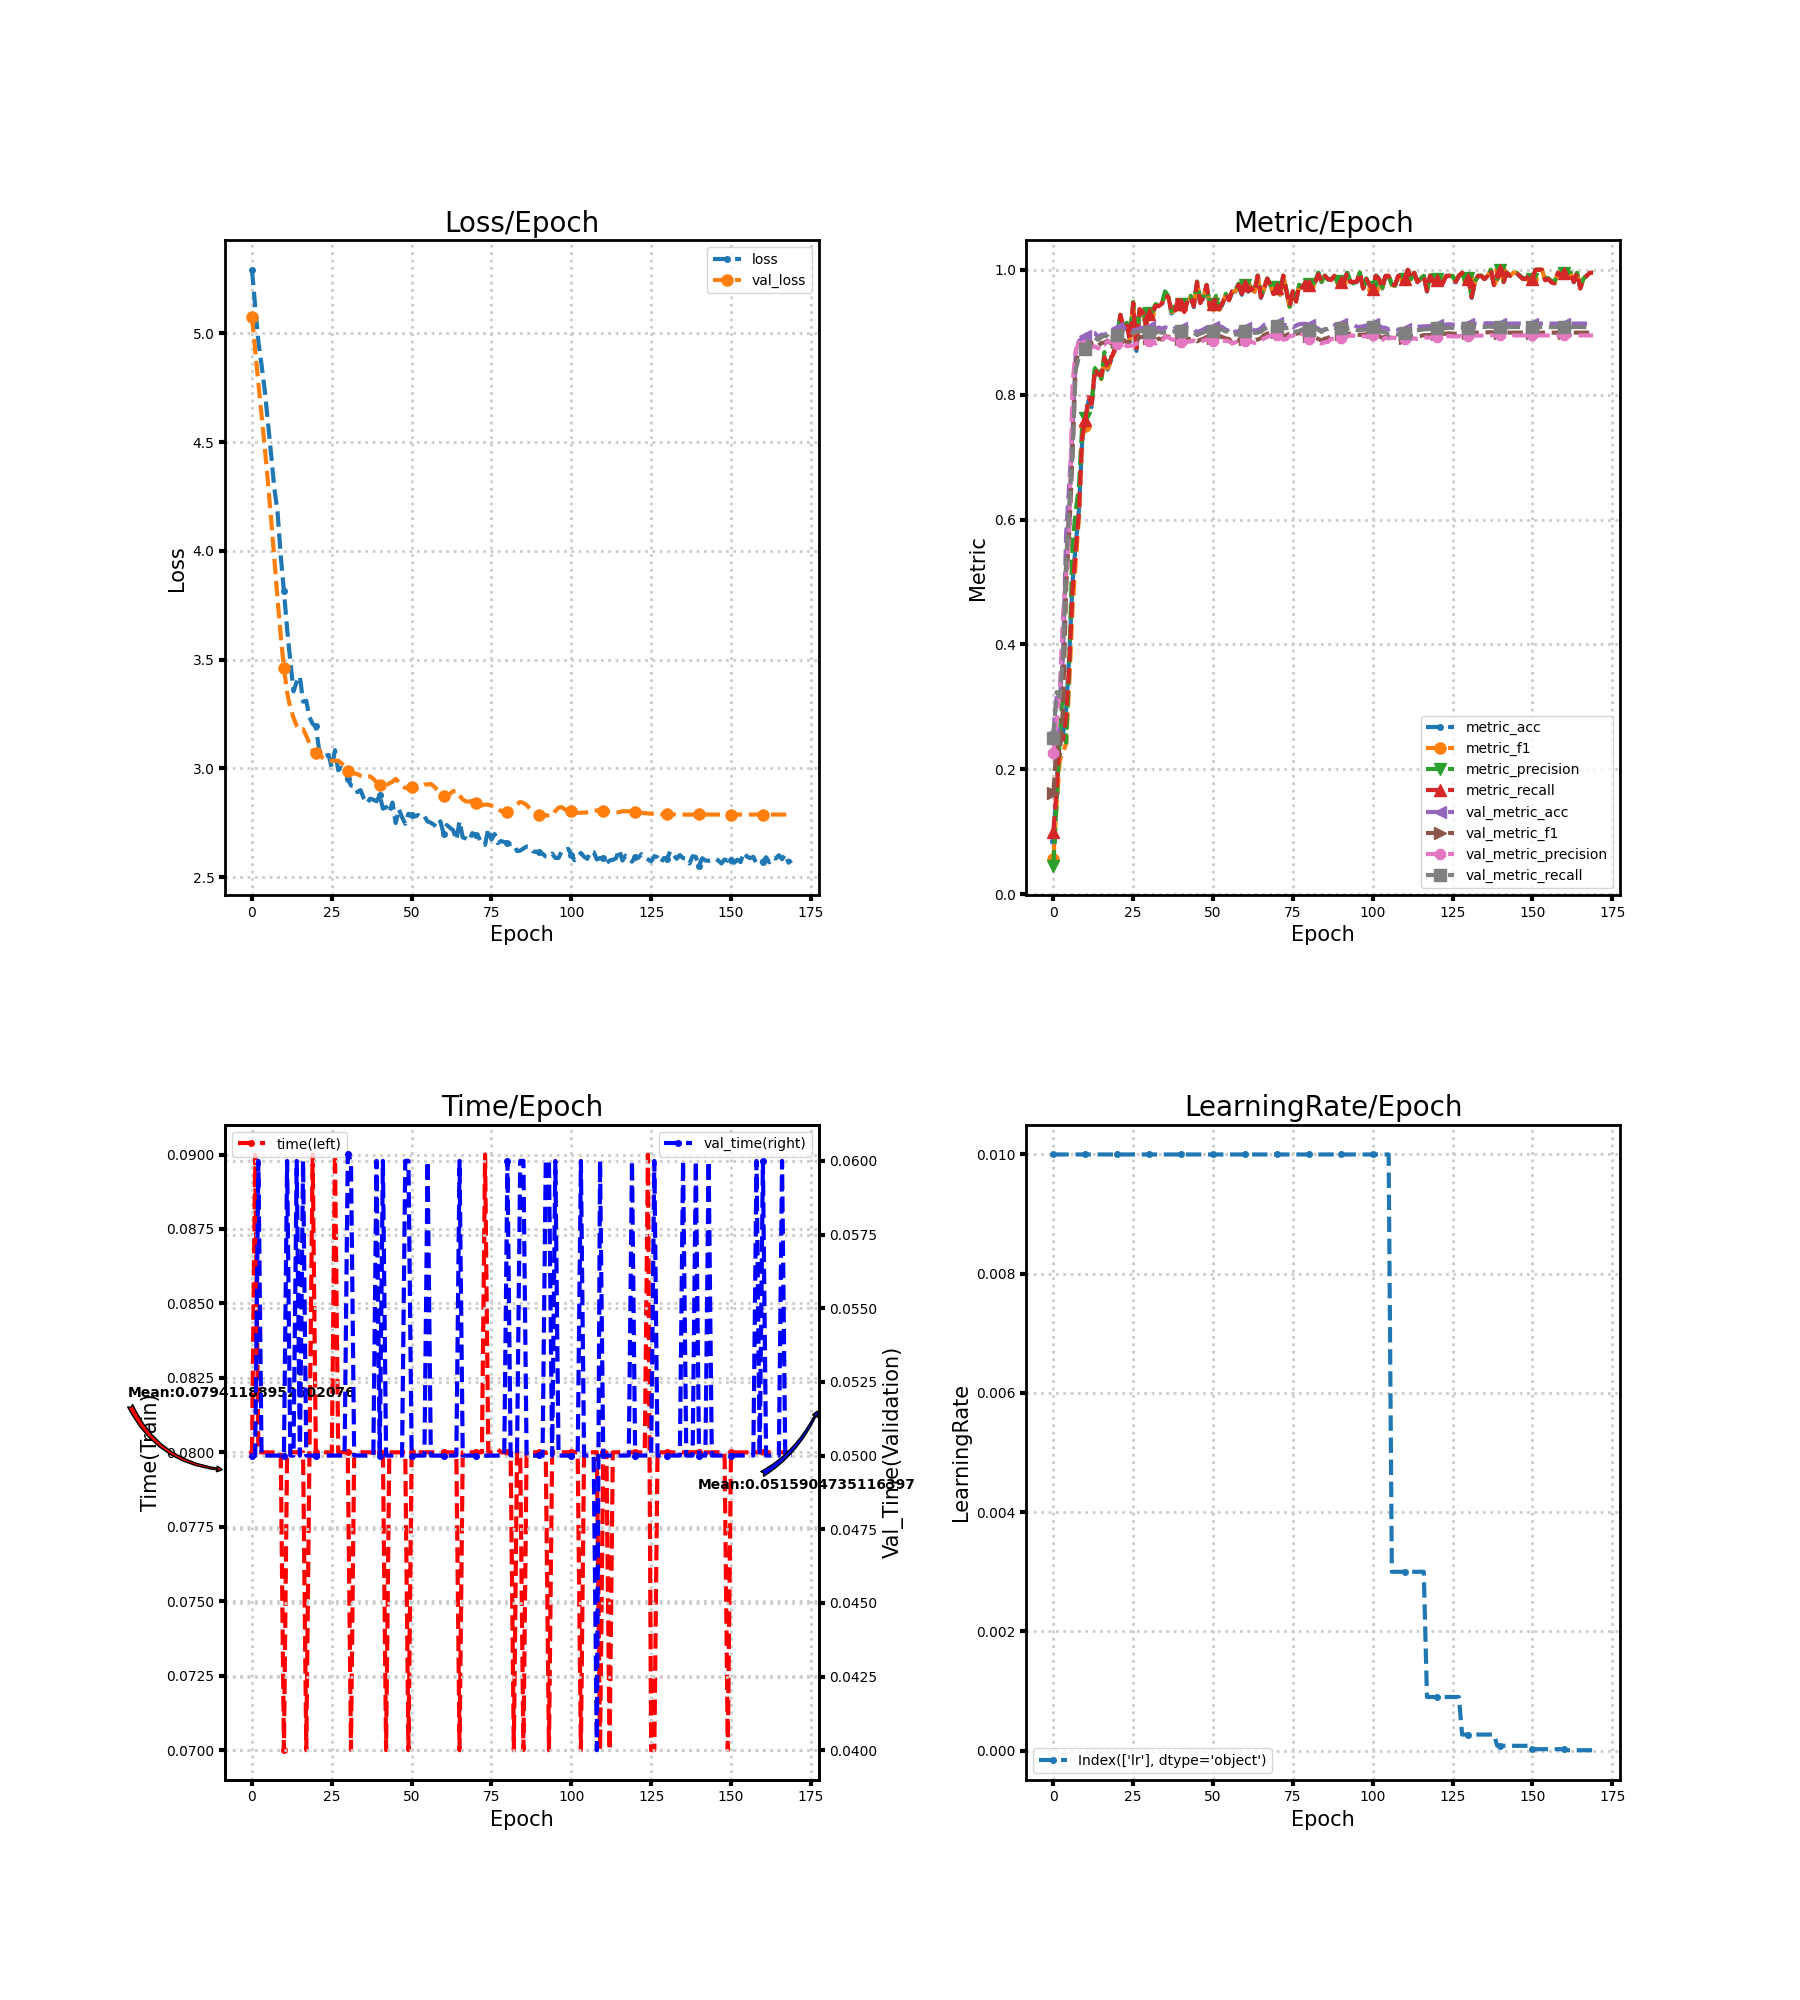 Loss/Epoch
loss
val_loss
5.0
4.5
4.0
3.5
3.0
2.5
Loss
0 25 50 75 100 125 150 175
Epoch
Metric/Epoch
1.0
0.8
0.6
0.4
0.2
0.0
Metric
metric_acc
metric_f1
metric_precision
metric_recall
val_metric_acc
val_metric_f1
val_metric_precision
val_metric_recall
0 25 50 75 100 125 150 175
Epoch
Time/Epoch
time(left)
val_time(right)
0.0900
0.0875
0.0850
0.0825
0.0800
0.0775
0.0750
0.0725
0.0700
Time(Train)
0.0600
0.0575
0.0550
0.0525
0.0500
0.0475
0.0450
0.0425
0.0400
Val_Time(Validation)
0 25 50 75 100 125 150 175
Epoch
LearningRate/Epoch
0.010
0.008
0.006
0.004
0.002
0.000
LearningRate
Index(['lr'], dtype='object')
0 25 50 75 100 125 150 175
Epoch